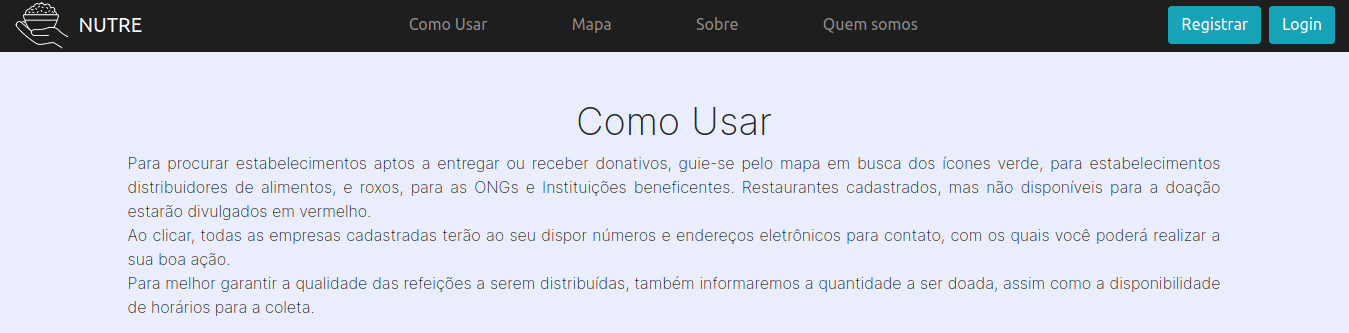 NUTRE
Como Usar
Mapa
Sobre
Quem somos
Registrar
Login
Como Usar
Para procurar estabelecimentos aptos a entregar ou receber donativos, guie-se pelo mapa em busca dos ícones verde, para estabelecimentos
distribuidores de alimentos, e roxos, para as ONGs e Instituições beneficentes. Restaurantes cadastrados, mas não disponíveis para a doação
estarão divulgados em vermelho.
Ao clicar, todas as empresas cadastradas terão ao seu dispor números e endereços eletrônicos para contato, com os quais você poderá realizar a
sua boa ação.
Para melhor garantir a qualidade das refeições a serem distribuídas, também informaremos a quantidade a ser doada, assim como a disponibilidade
de horários para a coleta.